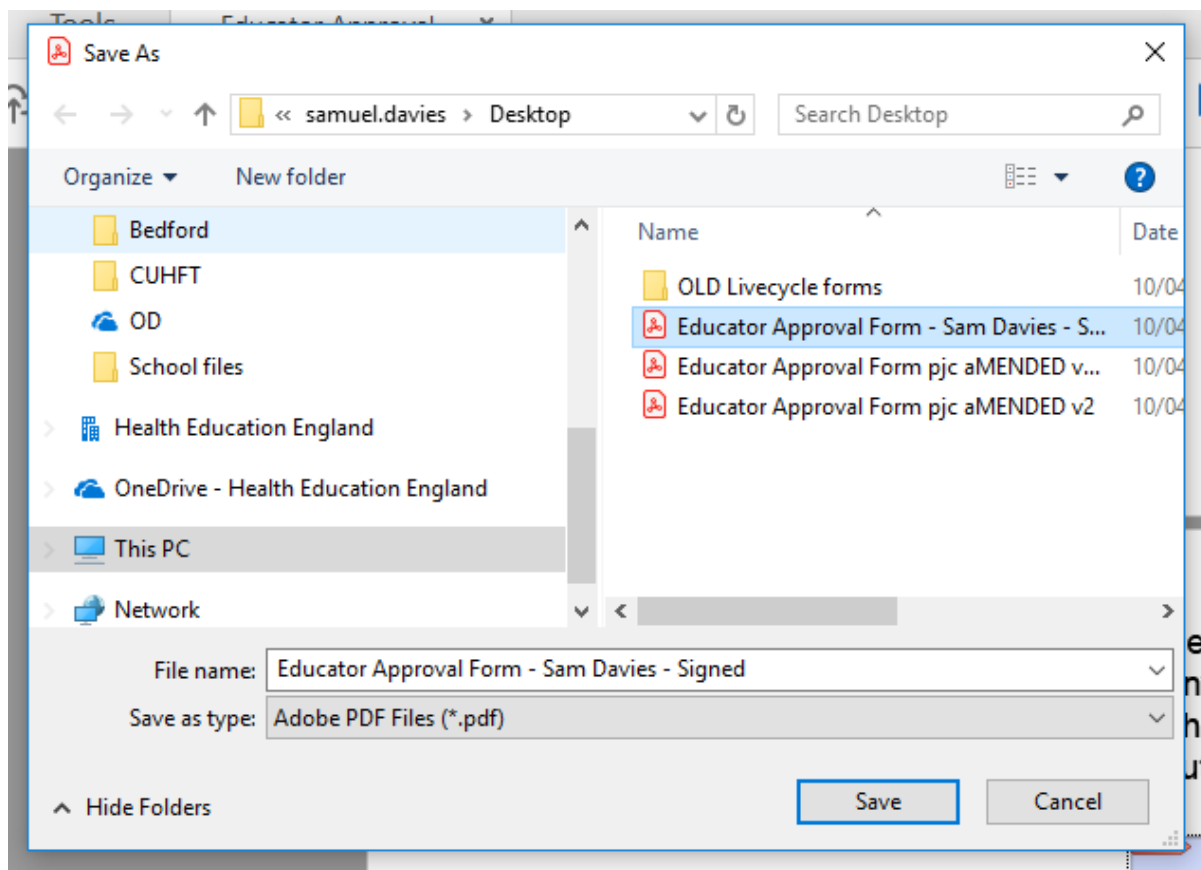 Tools Educator Approval
Save As
« samuel.davies > Desktop
Search Desktop
Organize New folder
Bedford
CUHFT
OD
School files
Health Education England
OneDrive - Health Education England
This PC
Network
Name Date
OLD Livecycle forms 10/04
Educator Approval Form - Sam Davies - S... 10/04
Educator Approval Form pjc aMENDED v... 10/04
Educator Approval Form pjc aMENDED v2 10/04
File name: Educator Approval Form - Sam Davies - Signed
Save as type: Adobe PDF Files (*.pdf)
Hide Folders
Save Cancel